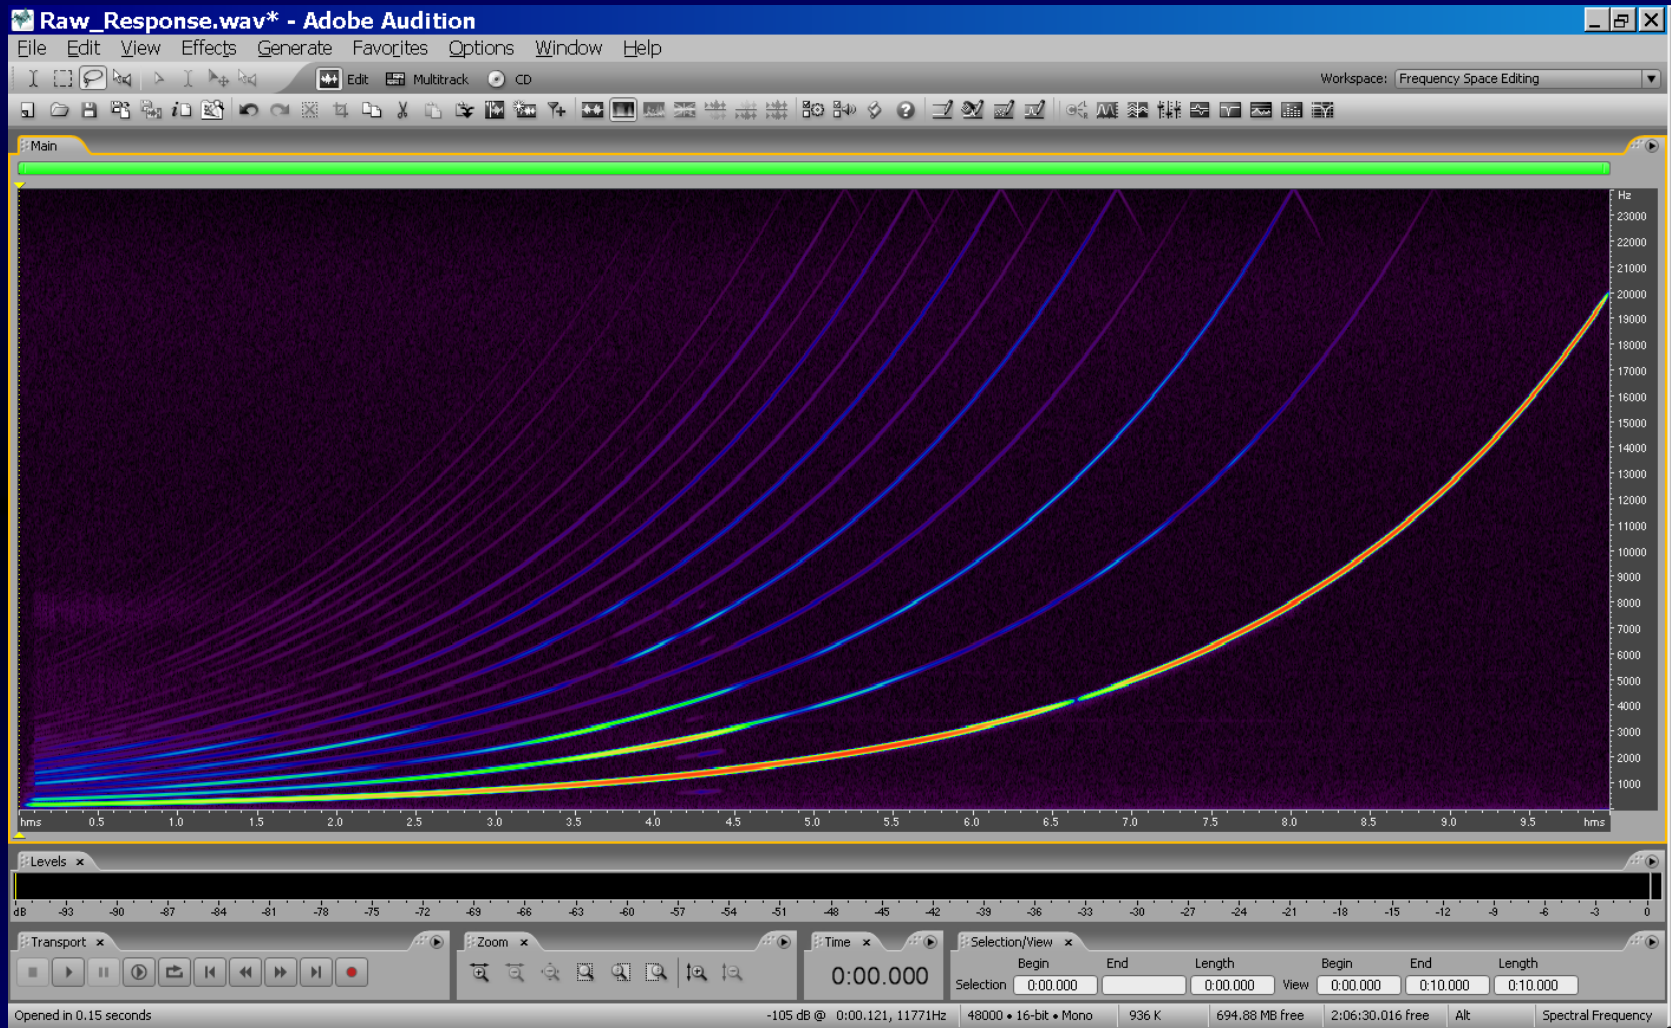 Raw_Response.wav* - Adobe Audition
File Edit View Effects Generate Favorites Options Window Help
Edit Multitrack CD Workspace: Frequency Space Editing
Main
Hz
23000
22000
21000
20000
19000
18000
17000
16000
15000
14000
13000
12000
11000
10000
9000
8000
7000
6000
5000
4000
3000
2000
1000
hms 0.5 1.0 1.5 2.0 2.5 3.0 3.5 4.0 4.5 5.0 5.5 6.0 6.5 7.0 7.5 8.0 8.5 9.0 9.5 hms
Levels
dB -93 -90 -87 -84 -81 -78 -75 -72 -69 -66 -63 -60 -57 -54 -51 -48 -45 -42 -39 -36 -33 -30 -27 -24 -21 -18 -15 -12 -9 -6 -3 0
Transport Zoom Time Selection/View
Begin End Length Begin End Length
0:00.000
Selection 0:00.000 0:00.000 View 0:00.000 0:10.000 0:10.000
Opened in 0.15 seconds -105 dB @ 0:00.121, 11771Hz 48000 • 16-bit • Mono 936 K 694.88 MB free 2:06:30.016 free Alt Spectral Frequency